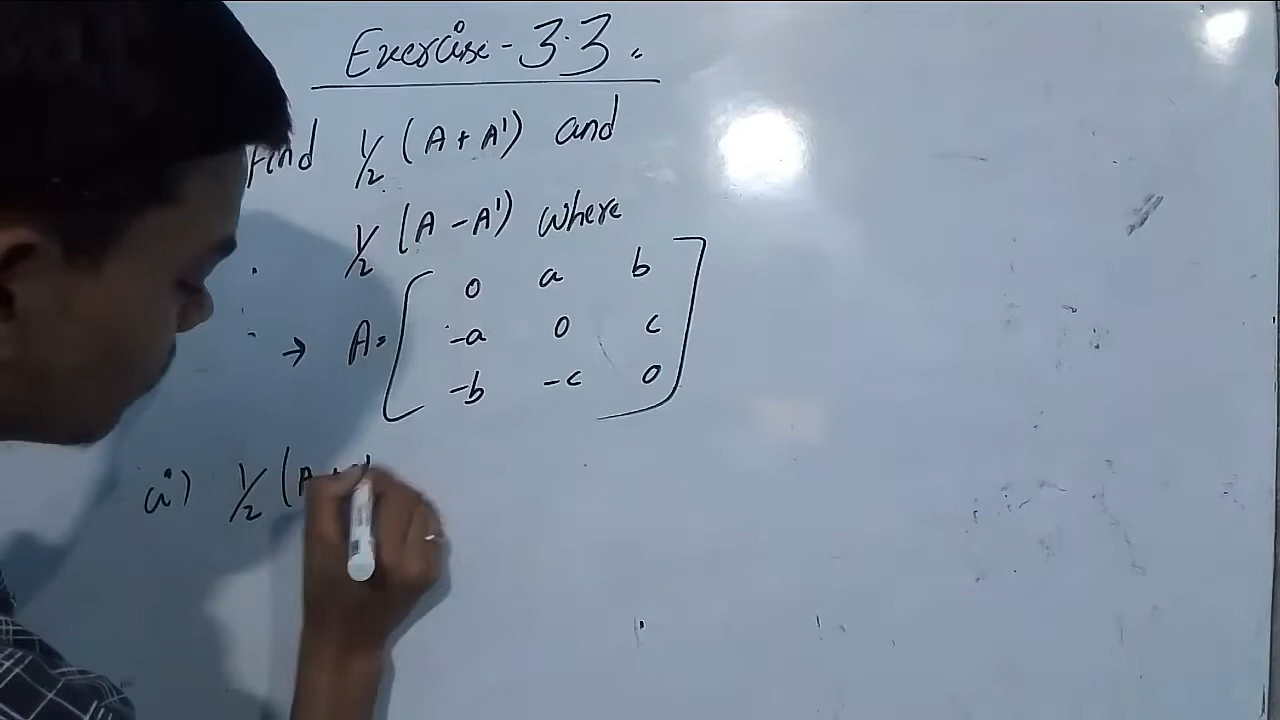 Exercise - 3.3.
Find 1/2 (A + A') and
1/2 (A - A') where
→ A = [ 0 a b
-a 0 c
-b -c 0 ]
a) 1/2 (A +